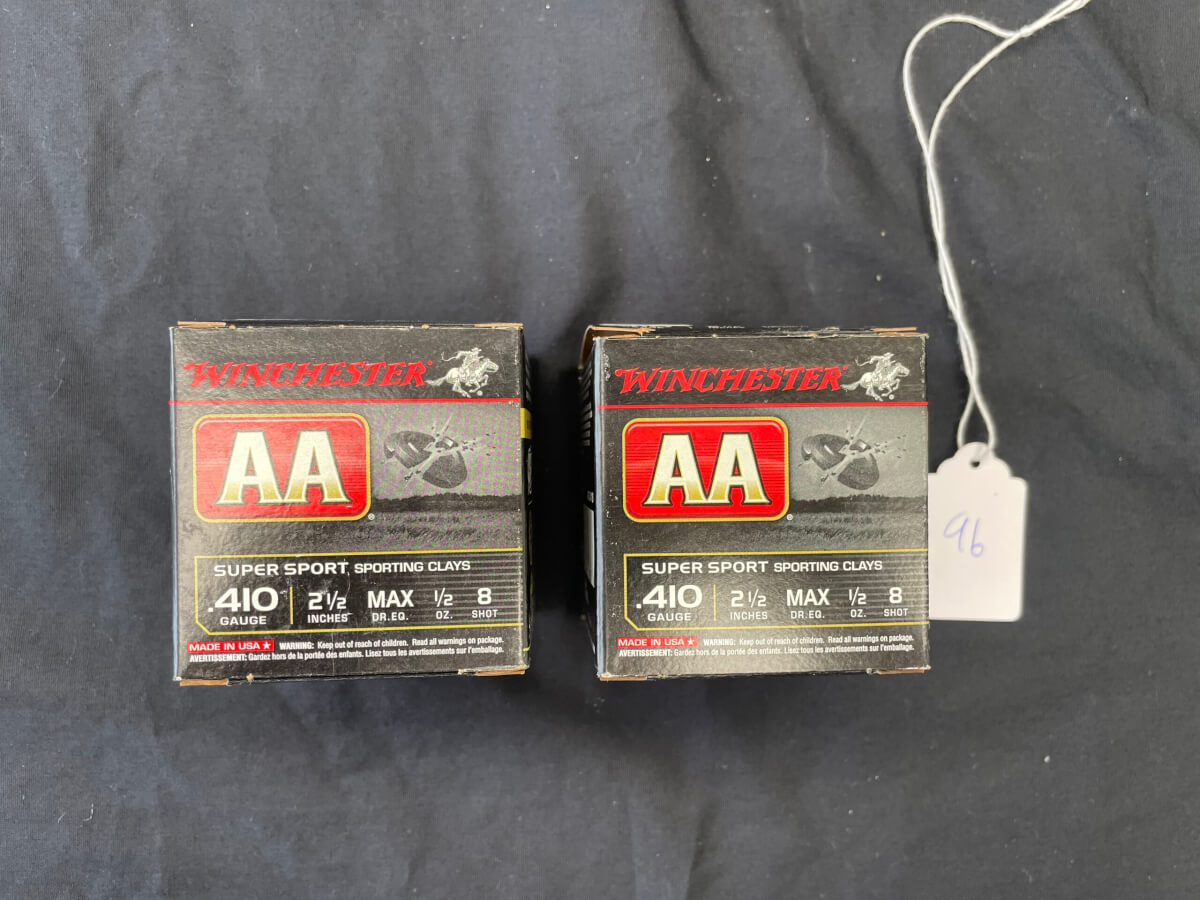 WINCHESTER®
AA®
SUPER SPORT SPORTING CLAYS
.410 GAUGE 2 1/2 INCHES MAX DR.EQ. 1/2 OZ. 8 SHOT
MADE IN USA ★ WARNING: Keep out of reach of children. Read all warnings on package.
AVERTISSEMENT: Gardez hors de la portée des enfants. Lisez tous les avertissements sur l'emballage.
WINCHESTER
AA®
SUPER SPORT SPORTING CLAYS
.410 GAUGE 2 1/2 INCHES MAX DR.EQ. 1/2 OZ. 8 SHOT
MADE IN USA ★ WARNING: Keep out of reach of children. Read all warnings on package.
AVERTISSEMENT: Gardez hors de la portée des enfants. Lisez tous les avertissements sur l'emballage.
96